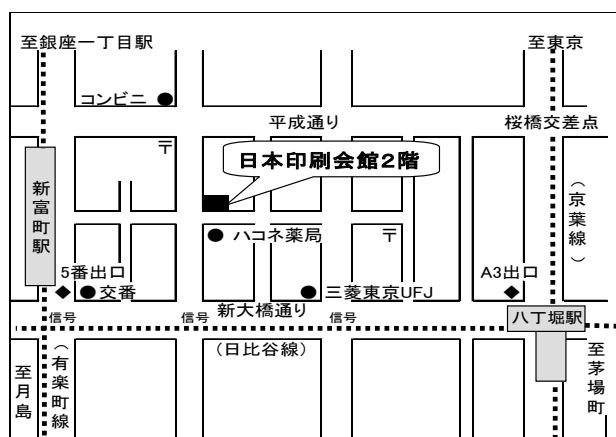 至銀座一丁目駅
至東京
コンビニ
平成通り
桜橋交差点
〒
日本印刷会館2階
新富町駅
（京葉線）
ハコネ薬局
〒
5番出口
交番
三菱東京UFJ
A3出口
新大橋通り
信号
信号
信号
八丁堀駅
（日比谷線）
至月島
（有楽町線
至茅場町